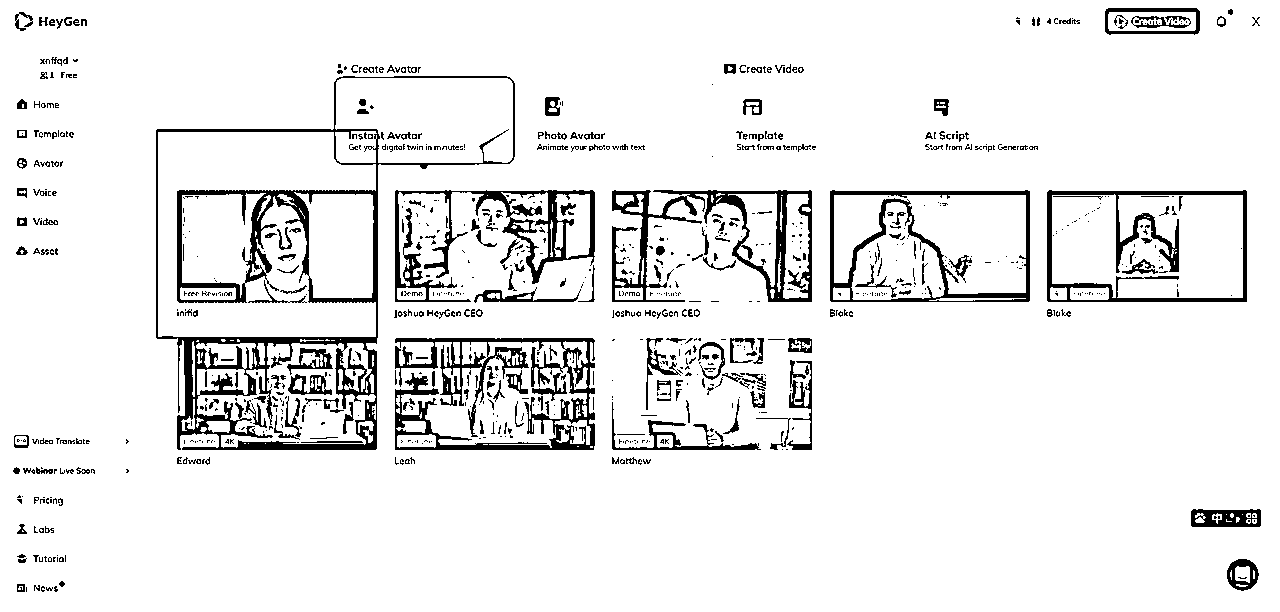 HeyGen
4 Credits
Create Video
X
xnffqd
1 Free
Home
Template
Avatar
Voice
Video
Asset
Video Translate
Webinar Live Soon
Pricing
Labs
Tutorial
News
Create Avatar
Create Video
Instant Avatar
Get your digital twin in minutes!
Photo Avatar
Animate your photo with text
Template
Start from a template
AI Script
Start from AI script Generation
Free Revision
inifid
Demo
Joshua HeyGen CEO
Demo
Joshua HeyGen CEO
Blake
Blake
4K
Edward
Leah
4K
Matthew
中